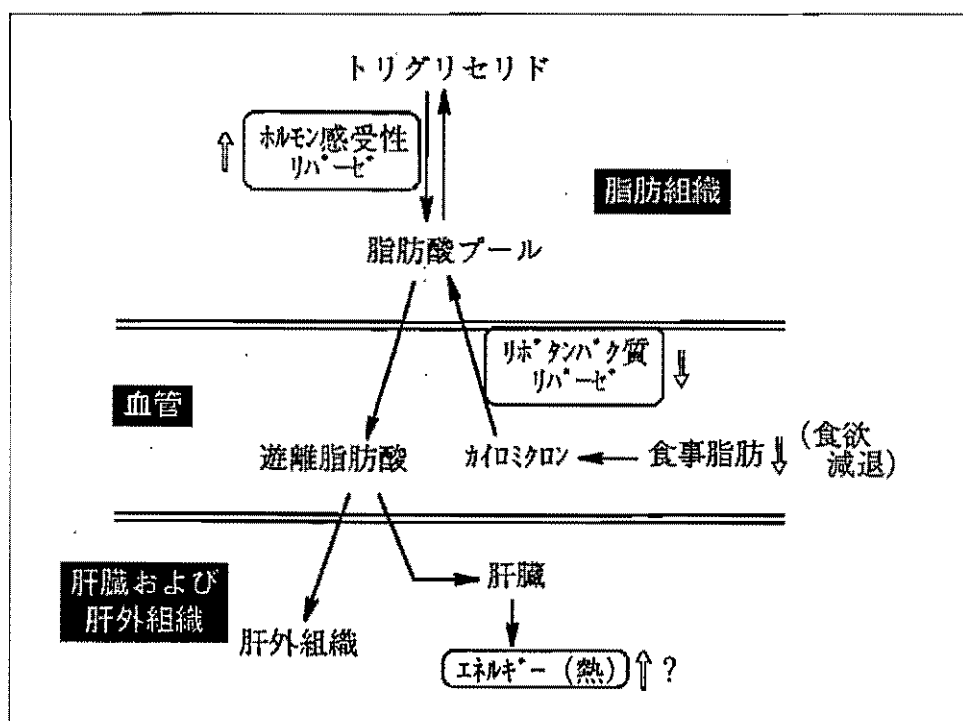 トリグリセリド
ホルモン感受性
リパーゼ
脂肪組織
脂肪酸プール
リポタンパク質
リパーゼ
血管
遊離脂肪酸
カイロミクロン
食事脂肪
(食欲
減退)
肝臓および
肝外組織
肝臓
肝外組織
エネルギー (熱)
?